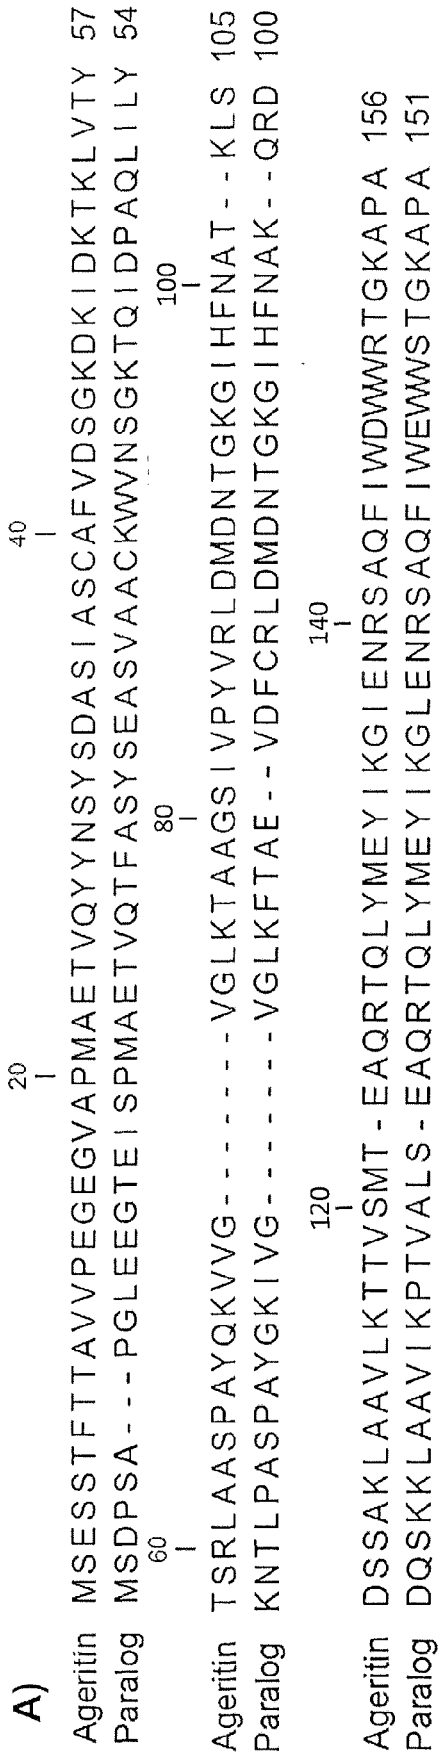 A)
20 40
Ageritin MSESSTFTTAVVPEGEGVAPMAETVQYYNSYSDASIASCAFVDSGKDKIDKTKLVTY 57
Paralog MSDPSA---PGLEEGTEISPMAETVQTFASYSEASVAACKWVNSGKTQIDPAQLILY 54
60 80 100
Ageritin TSRLAASPAYQKVVG--------VGLKTAAGSIVPYVRLDMDNTGKGIHFNAT--KLS 105
Paralog KNTLPASPAYGKIVG--------VGLKFTAE--VDFCRLDMDNTGKGIHFNAK--QRD 100
120 140
Ageritin DSSAKLAAVLKTTVSMT-EAQRTQLYMEYIKGIENRSAQFIWDWWRTGKAPA 156
Paralog DQSKKLAAVIKPTVALS-EAQRTQLYMEYIKGLENRSAQFIWEWWSTGKAPA 151